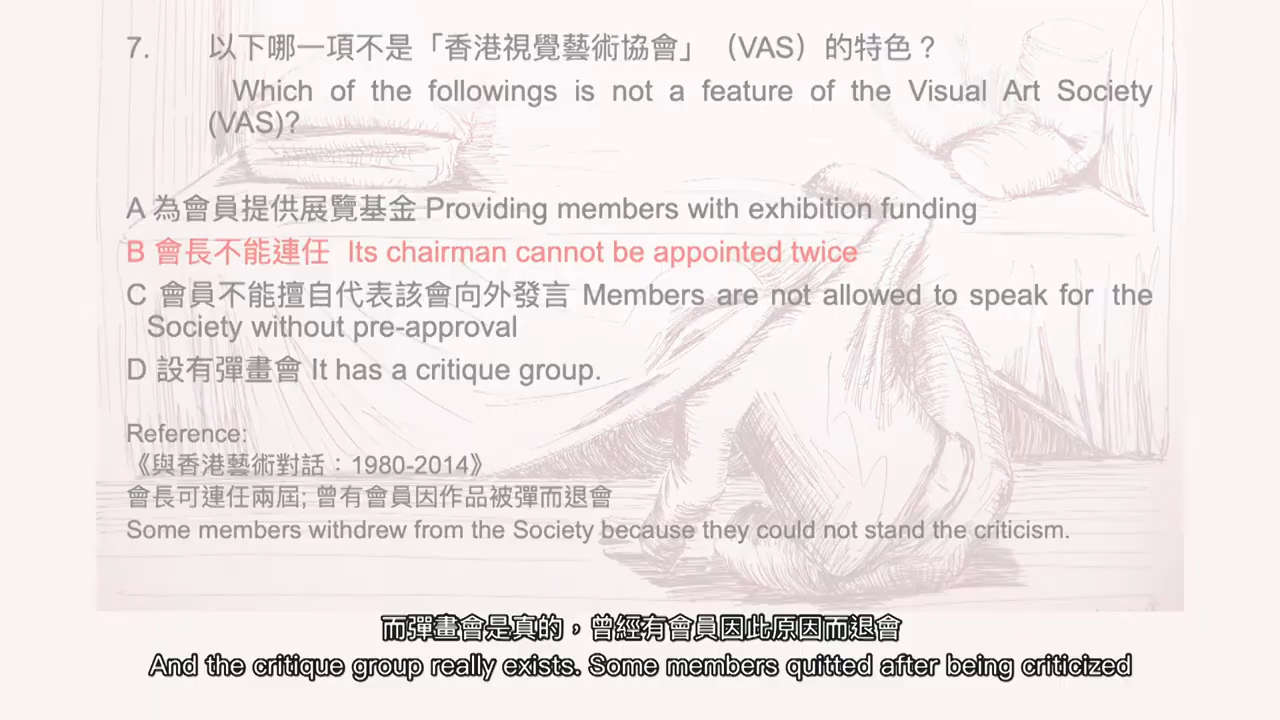 7. 以下哪一項不是「香港視覺藝術協會」（VAS）的特色？
Which of the followings is not a feature of the Visual Art Society
(VAS)?
A 為會員提供展覽基金 Providing members with exhibition funding
B 會長不能連任 Its chairman cannot be appointed twice
C 會員不能擅自代表該會向外發言 Members are not allowed to speak for the
Society without pre-approval
D 設有彈畫會 It has a critique group.
Reference:
《與香港藝術對話：1980-2014》
會長可連任兩屆; 曾有會員因作品被彈而退會
Some members withdrew from the Society because they could not stand the criticism.
而彈畫會是真的，曾經有會員因此原因而退會
And the critique group really exists. Some members quitted after being criticized